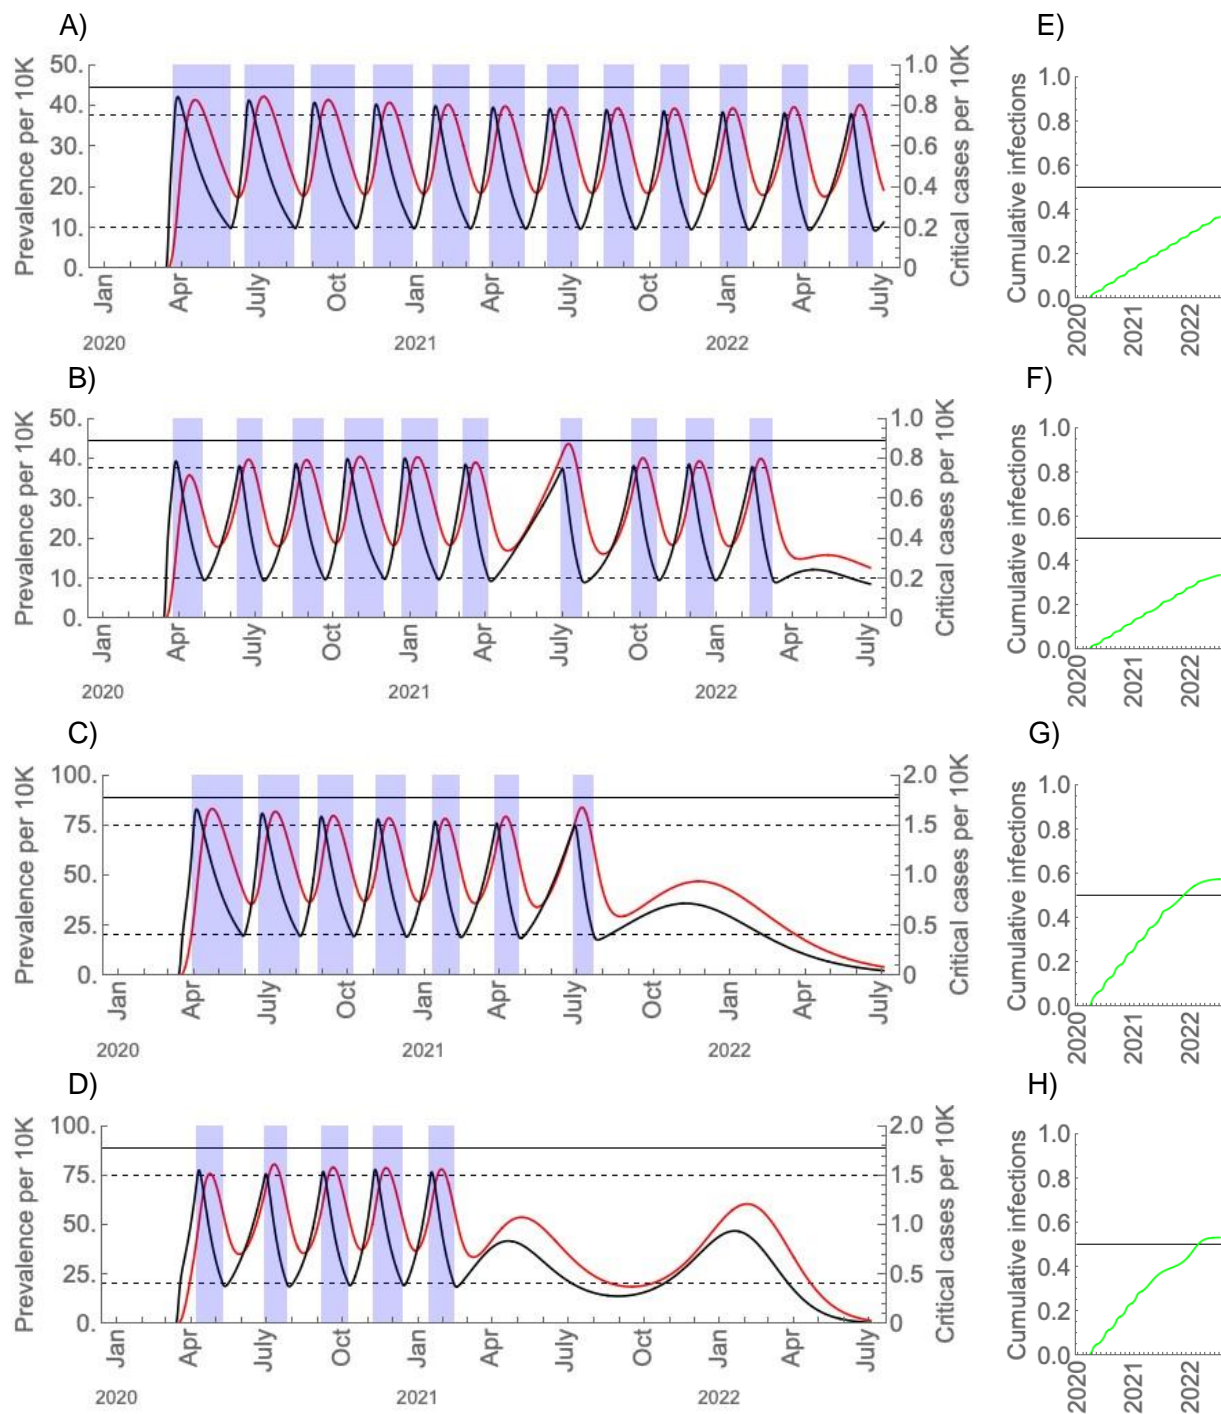 A)
Prevalence per 10K
50.
40.
30.
20.
10.
0.
1.0
0.8
0.6
0.4
0.2
0
Critical cases per 10K
Jan Apr July Oct Jan Apr July Oct Jan Apr July
2020 2021 2022
E)
Cumulative infections
1.0
0.8
0.6
0.4
0.2
0.0
2020 2021 2022
B)
Prevalence per 10K
50.
40.
30.
20.
10.
0.
1.0
0.8
0.6
0.4
0.2
0
Critical cases per 10K
Jan Apr July Oct Jan Apr July Oct Jan Apr July
2020 2021 2022
F)
Cumulative infections
1.0
0.8
0.6
0.4
0.2
0.0
2020 2021 2022
C)
Prevalence per 10K
100.
75.
50.
25.
0.
2.0
1.5
1.0
0.5
0
Critical cases per 10K
Jan Apr July Oct Jan Apr July Oct Jan Apr July
2020 2021 2022
G)
Cumulative infections
1.0
0.8
0.6
0.4
0.2
0.0
2020 2021 2022
D)
Prevalence per 10K
100.
75.
50.
25.
0.
2.0
1.5
1.0
0.5
0
Critical cases per 10K
Jan Apr July Oct Jan Apr July Oct Jan Apr July
2020 2021 2022
H)
Cumulative infections
1.0
0.8
0.6
0.4
0.2
0.0
2020 2021 2022